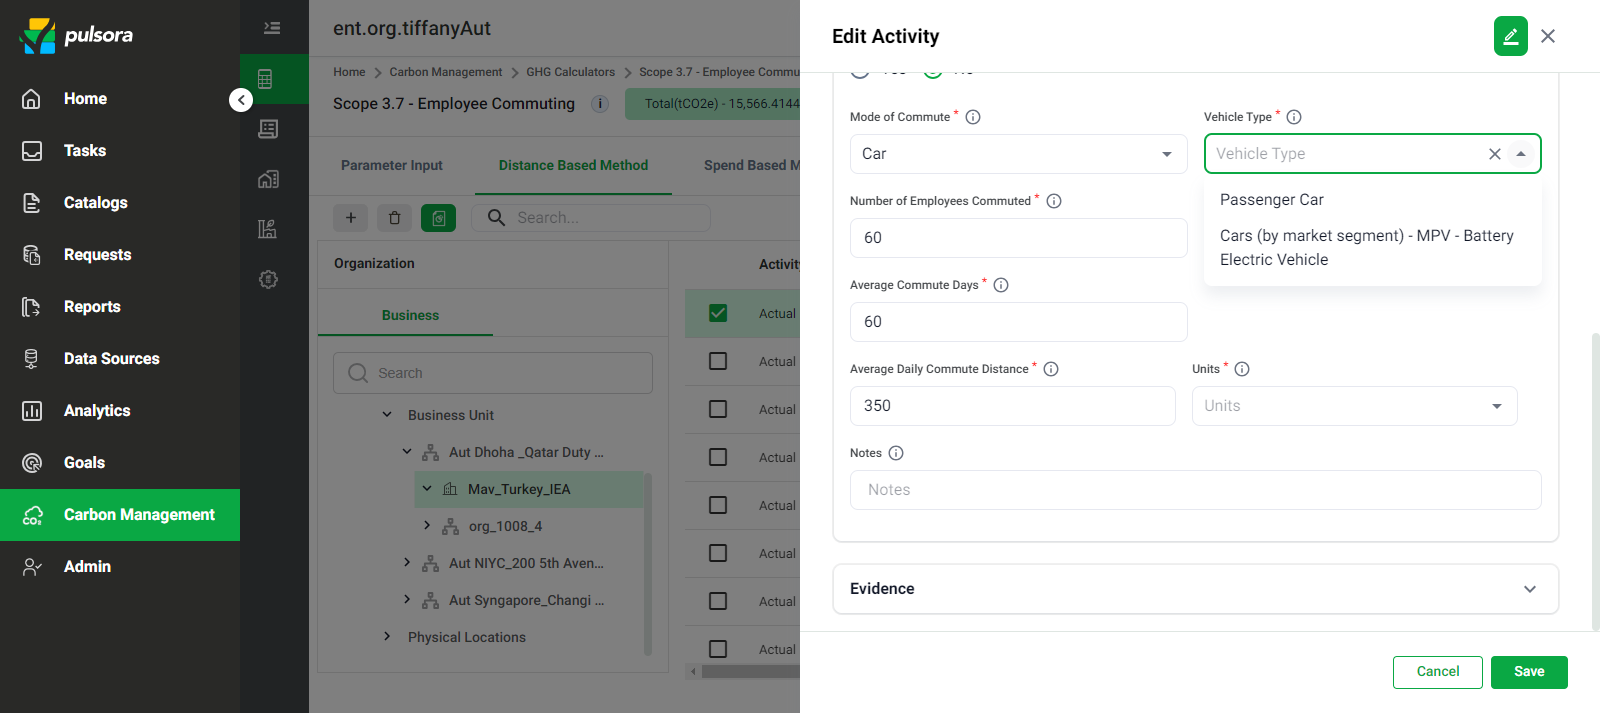 pulsora
Home
Tasks
Catalogs
Requests
Reports
Data Sources
Analytics
Goals
Carbon Management
Admin
ent.org.tiffanyAut
Home > Carbon Management > GHG Calculators > Scope 3.7 - Employee Commu
Scope 3.7 - Employee Commuting
Total(tCO2e) - 15,566.4144
Parameter Input
Distance Based Method
Spend Based M
Search...
Organization
Business
Search
Business Unit
Aut Dhoha _Qatar Duty ...
Mav_Turkey_IEA
org_1008_4
Aut NIYC_200 5th Aven...
Aut Syngapore_Changi ...
Physical Locations
Activity
Actual
Actual
Actual
Actual
Actual
Actual
Actual
Actual
Edit Activity
Mode of Commute *
Car
Vehicle Type *
Vehicle Type
Passenger Car
Cars (by market segment) - MPV - Battery
Electric Vehicle
Number of Employees Commuted *
60
Average Commute Days *
60
Average Daily Commute Distance *
350
Units *
Units
Notes
Notes
Evidence
Cancel
Save